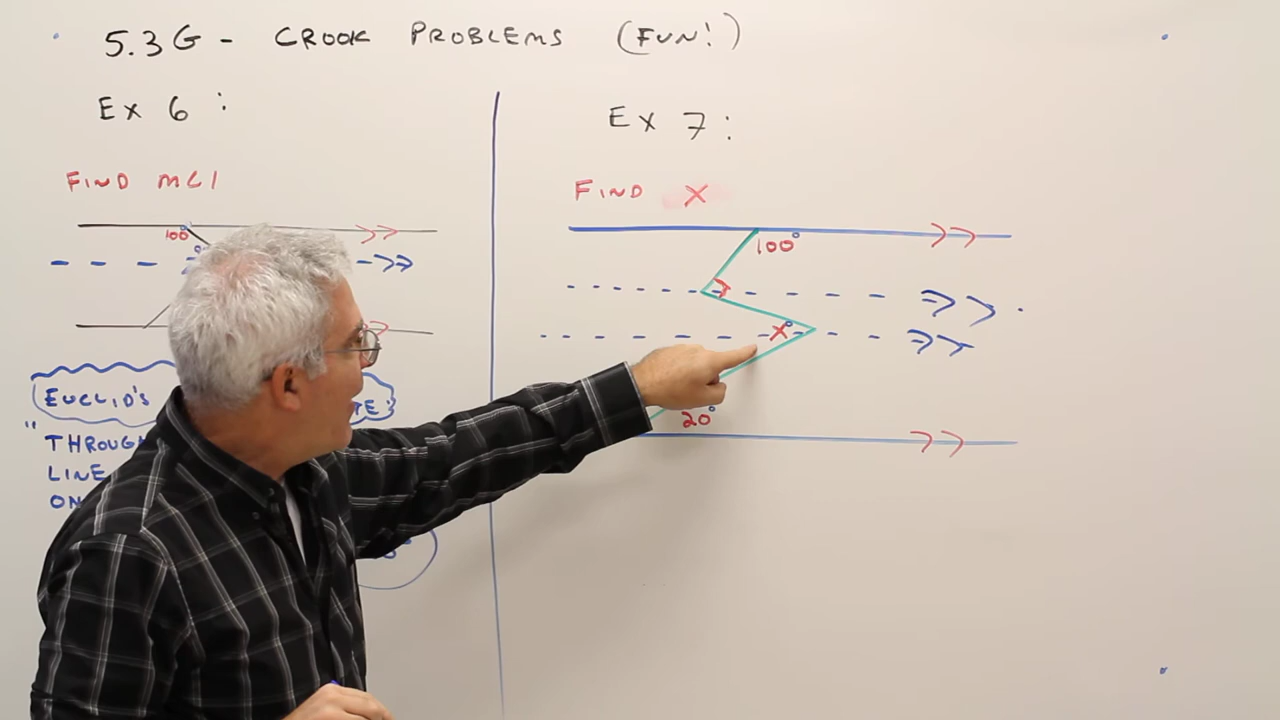 5.3G - CROOK PROBLEMS (FUN!)
Ex 6 :
FIND m∠1
100°
EUCLID'S
" THROUGH
LINE
ON
Ex 7 :
FIND X
100°
X°
20°